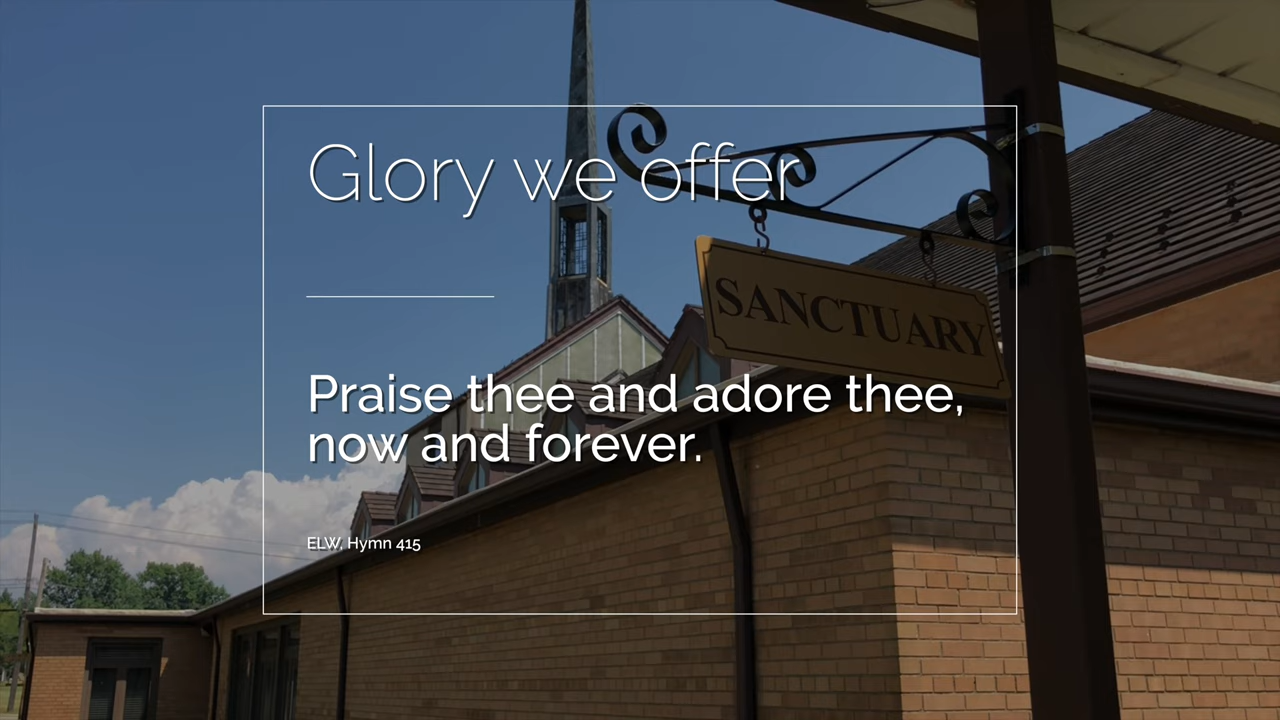 Glory we offer
SANCTUARY
Praise thee and adore thee,
now and forever.
ELW, Hymn 415